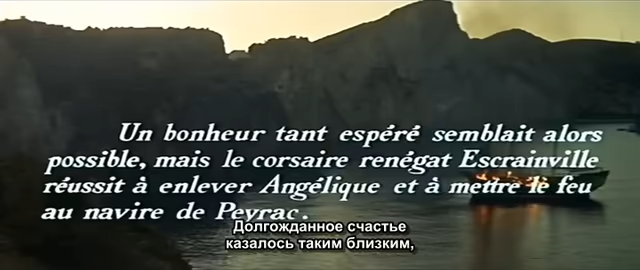 Un bonheur tant espéré semblait alors
possible, mais le corsaire renégat Escrainville
réussit à enlever Angélique et à mettre le feu
au navire de Peyrac.
Долгожданное счастье
казалось таким близким,